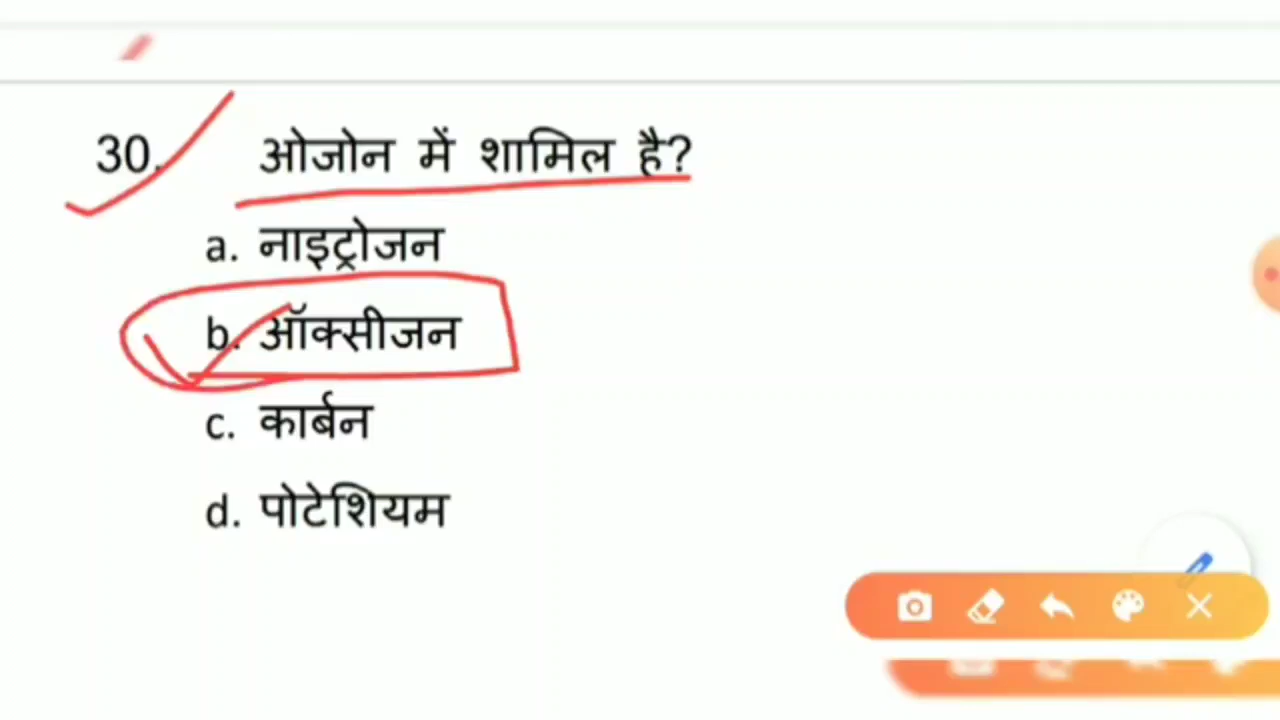 30. ओजोन में शामिल है?
a. नाइट्रोजन
b. ऑक्सीजन
c. कार्बन
d. पोटेशियम